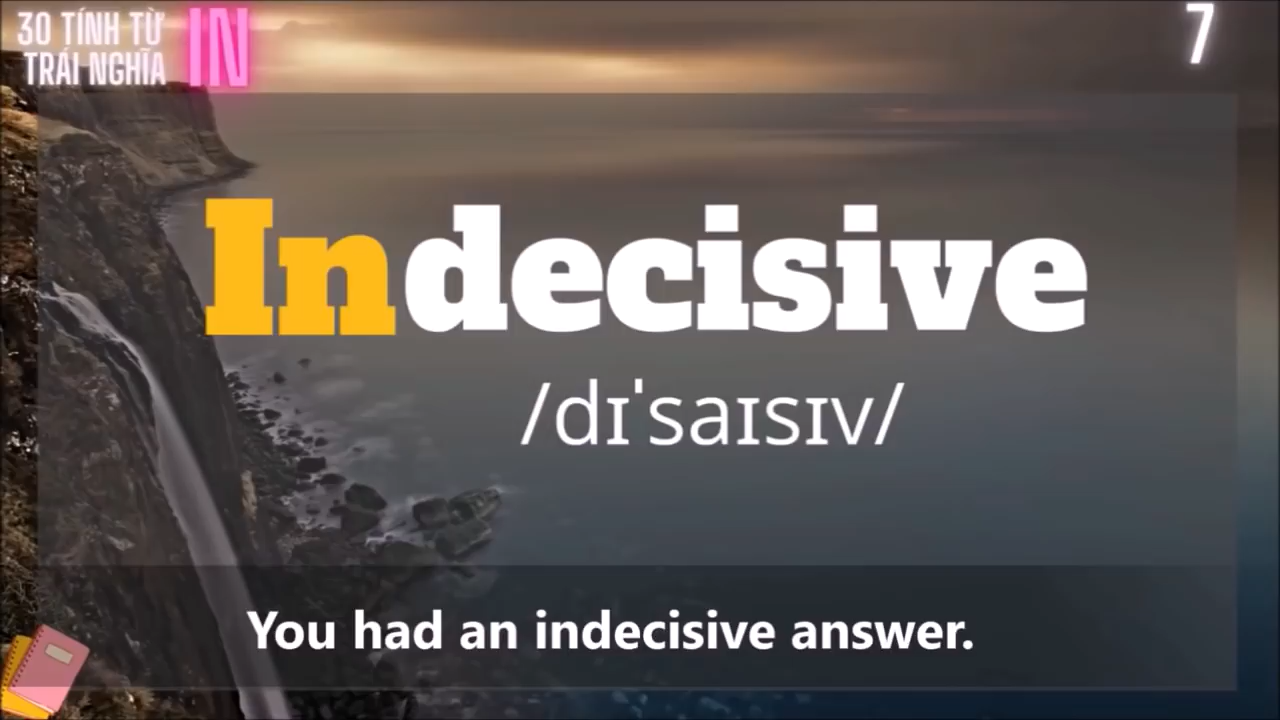 30 TÍNH TỪ
TRÁI NGHĨA
IN
7
Indecisive
/dɪˈsaɪsɪv/
You had an indecisive answer.